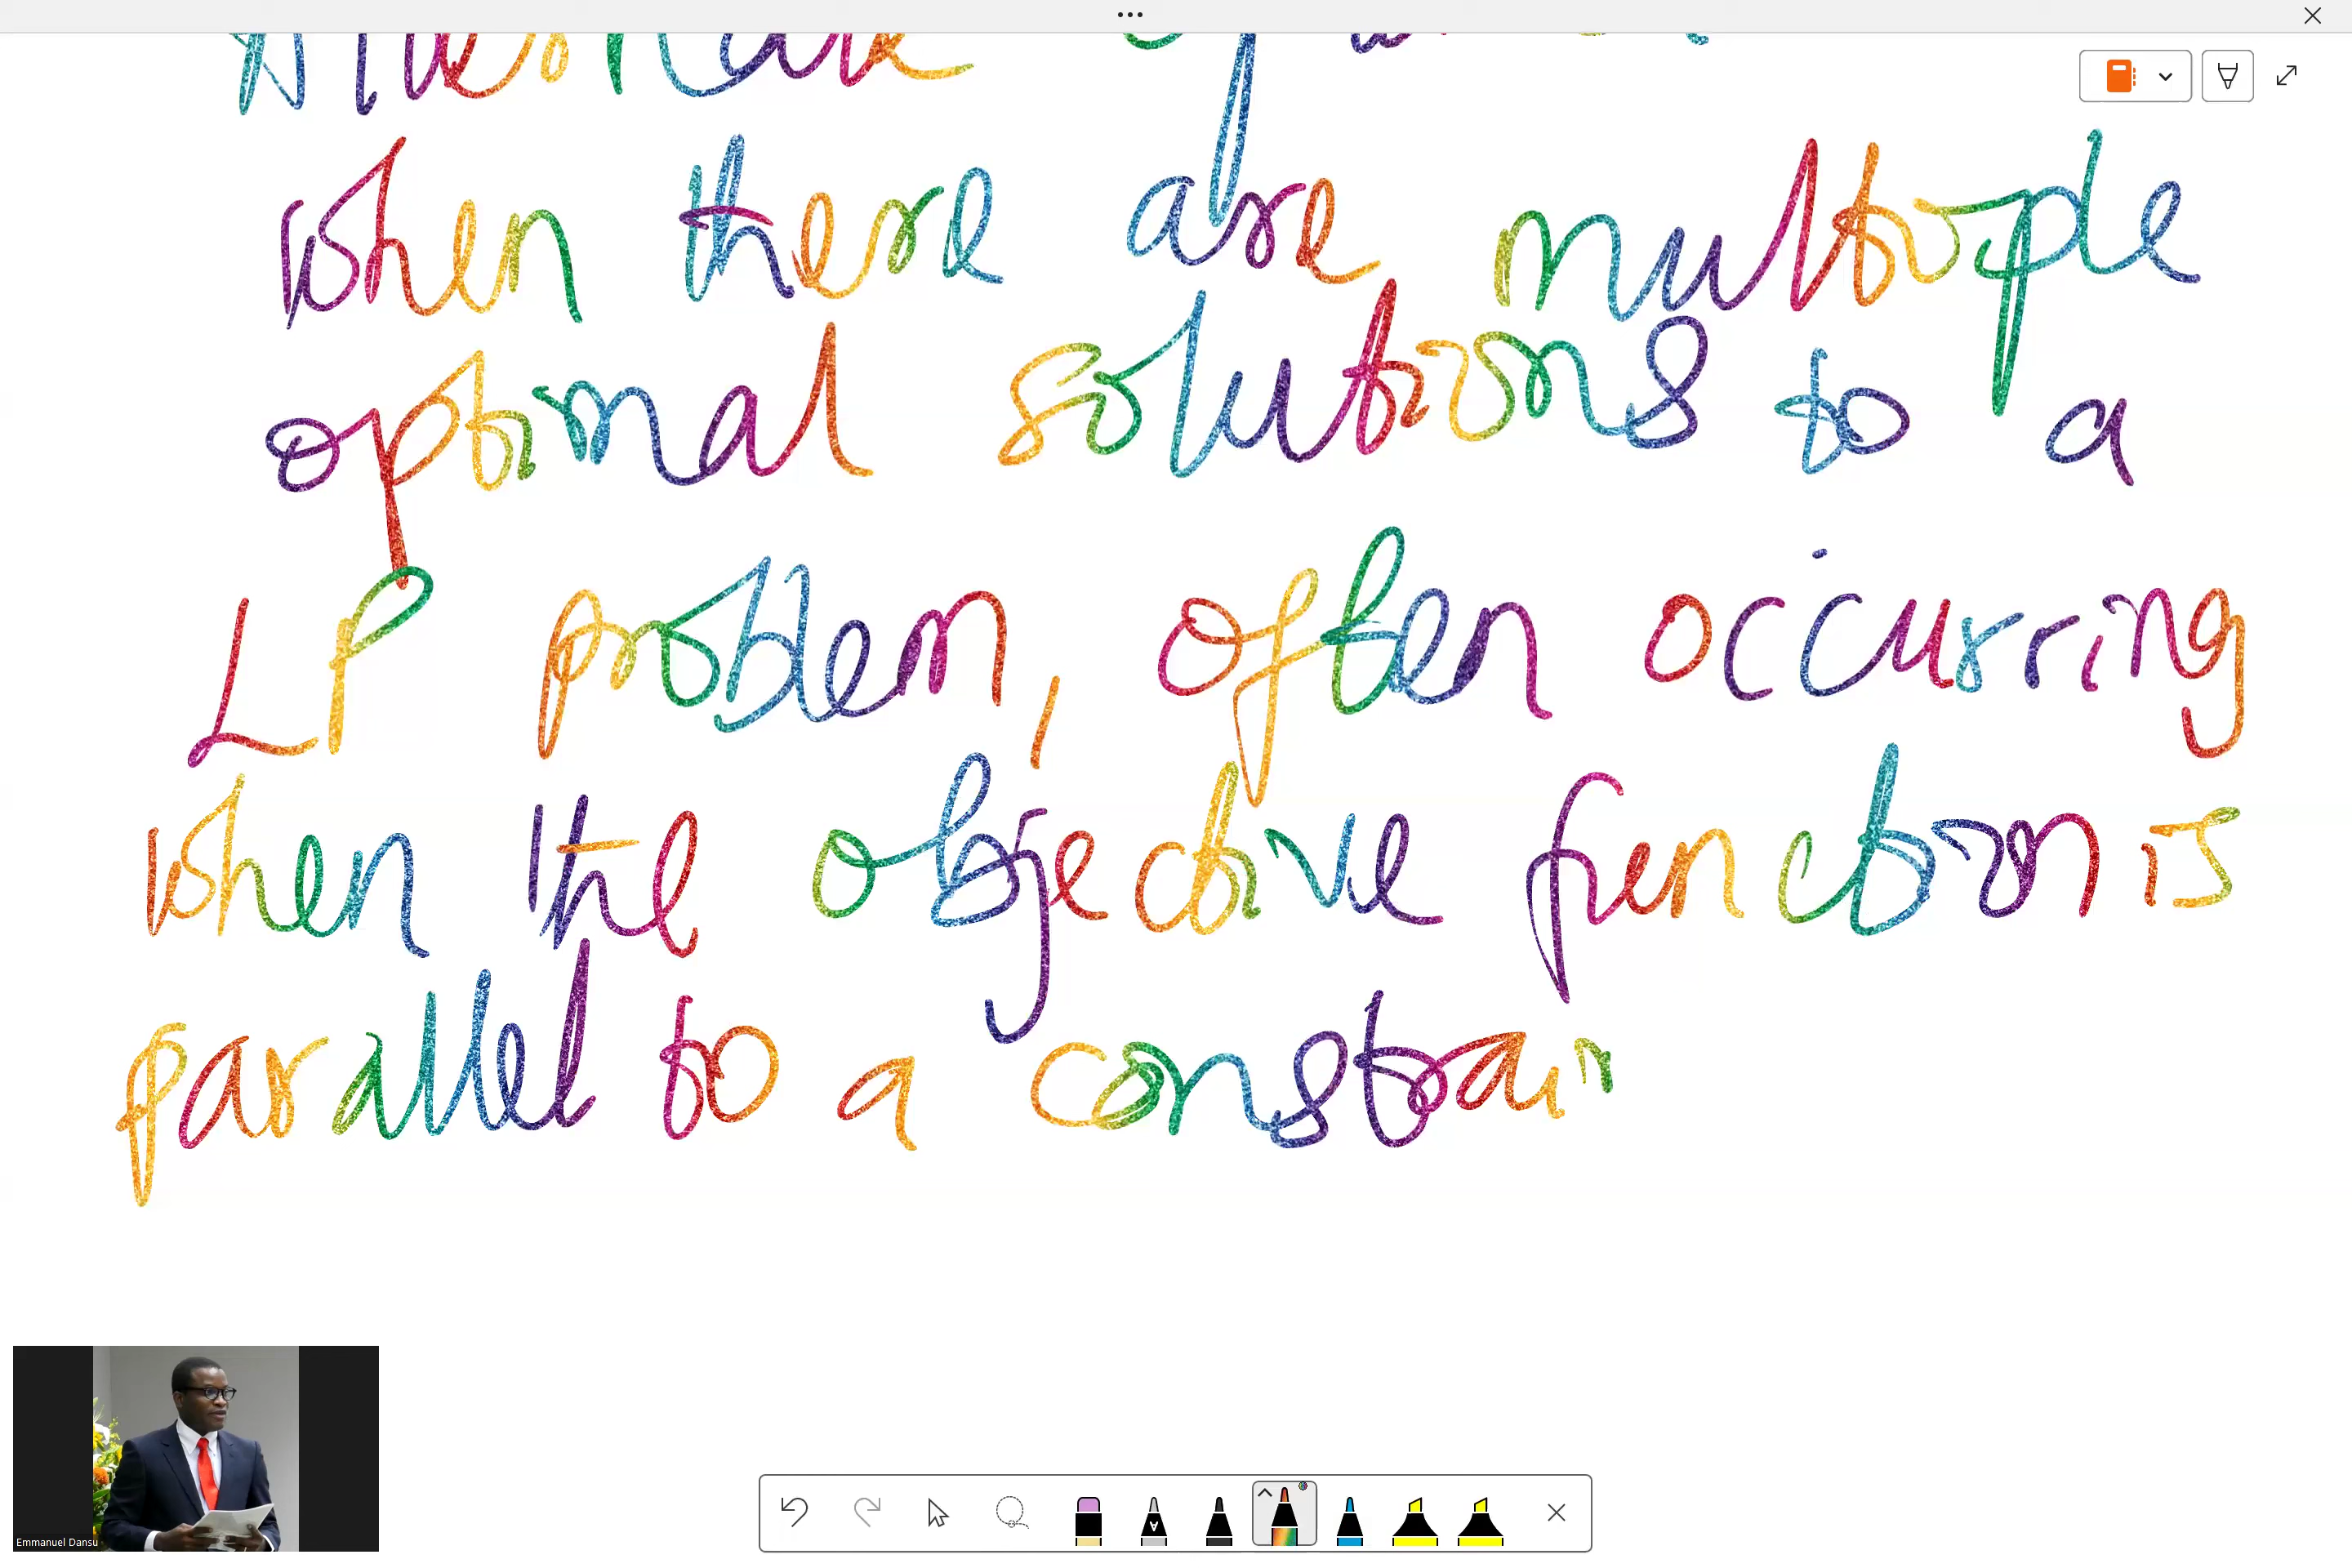 when there are multiple
optimal solutions to a
LP problem, often occurring
when the objective function is
parallel to a constrain
Emmanuel Dansu